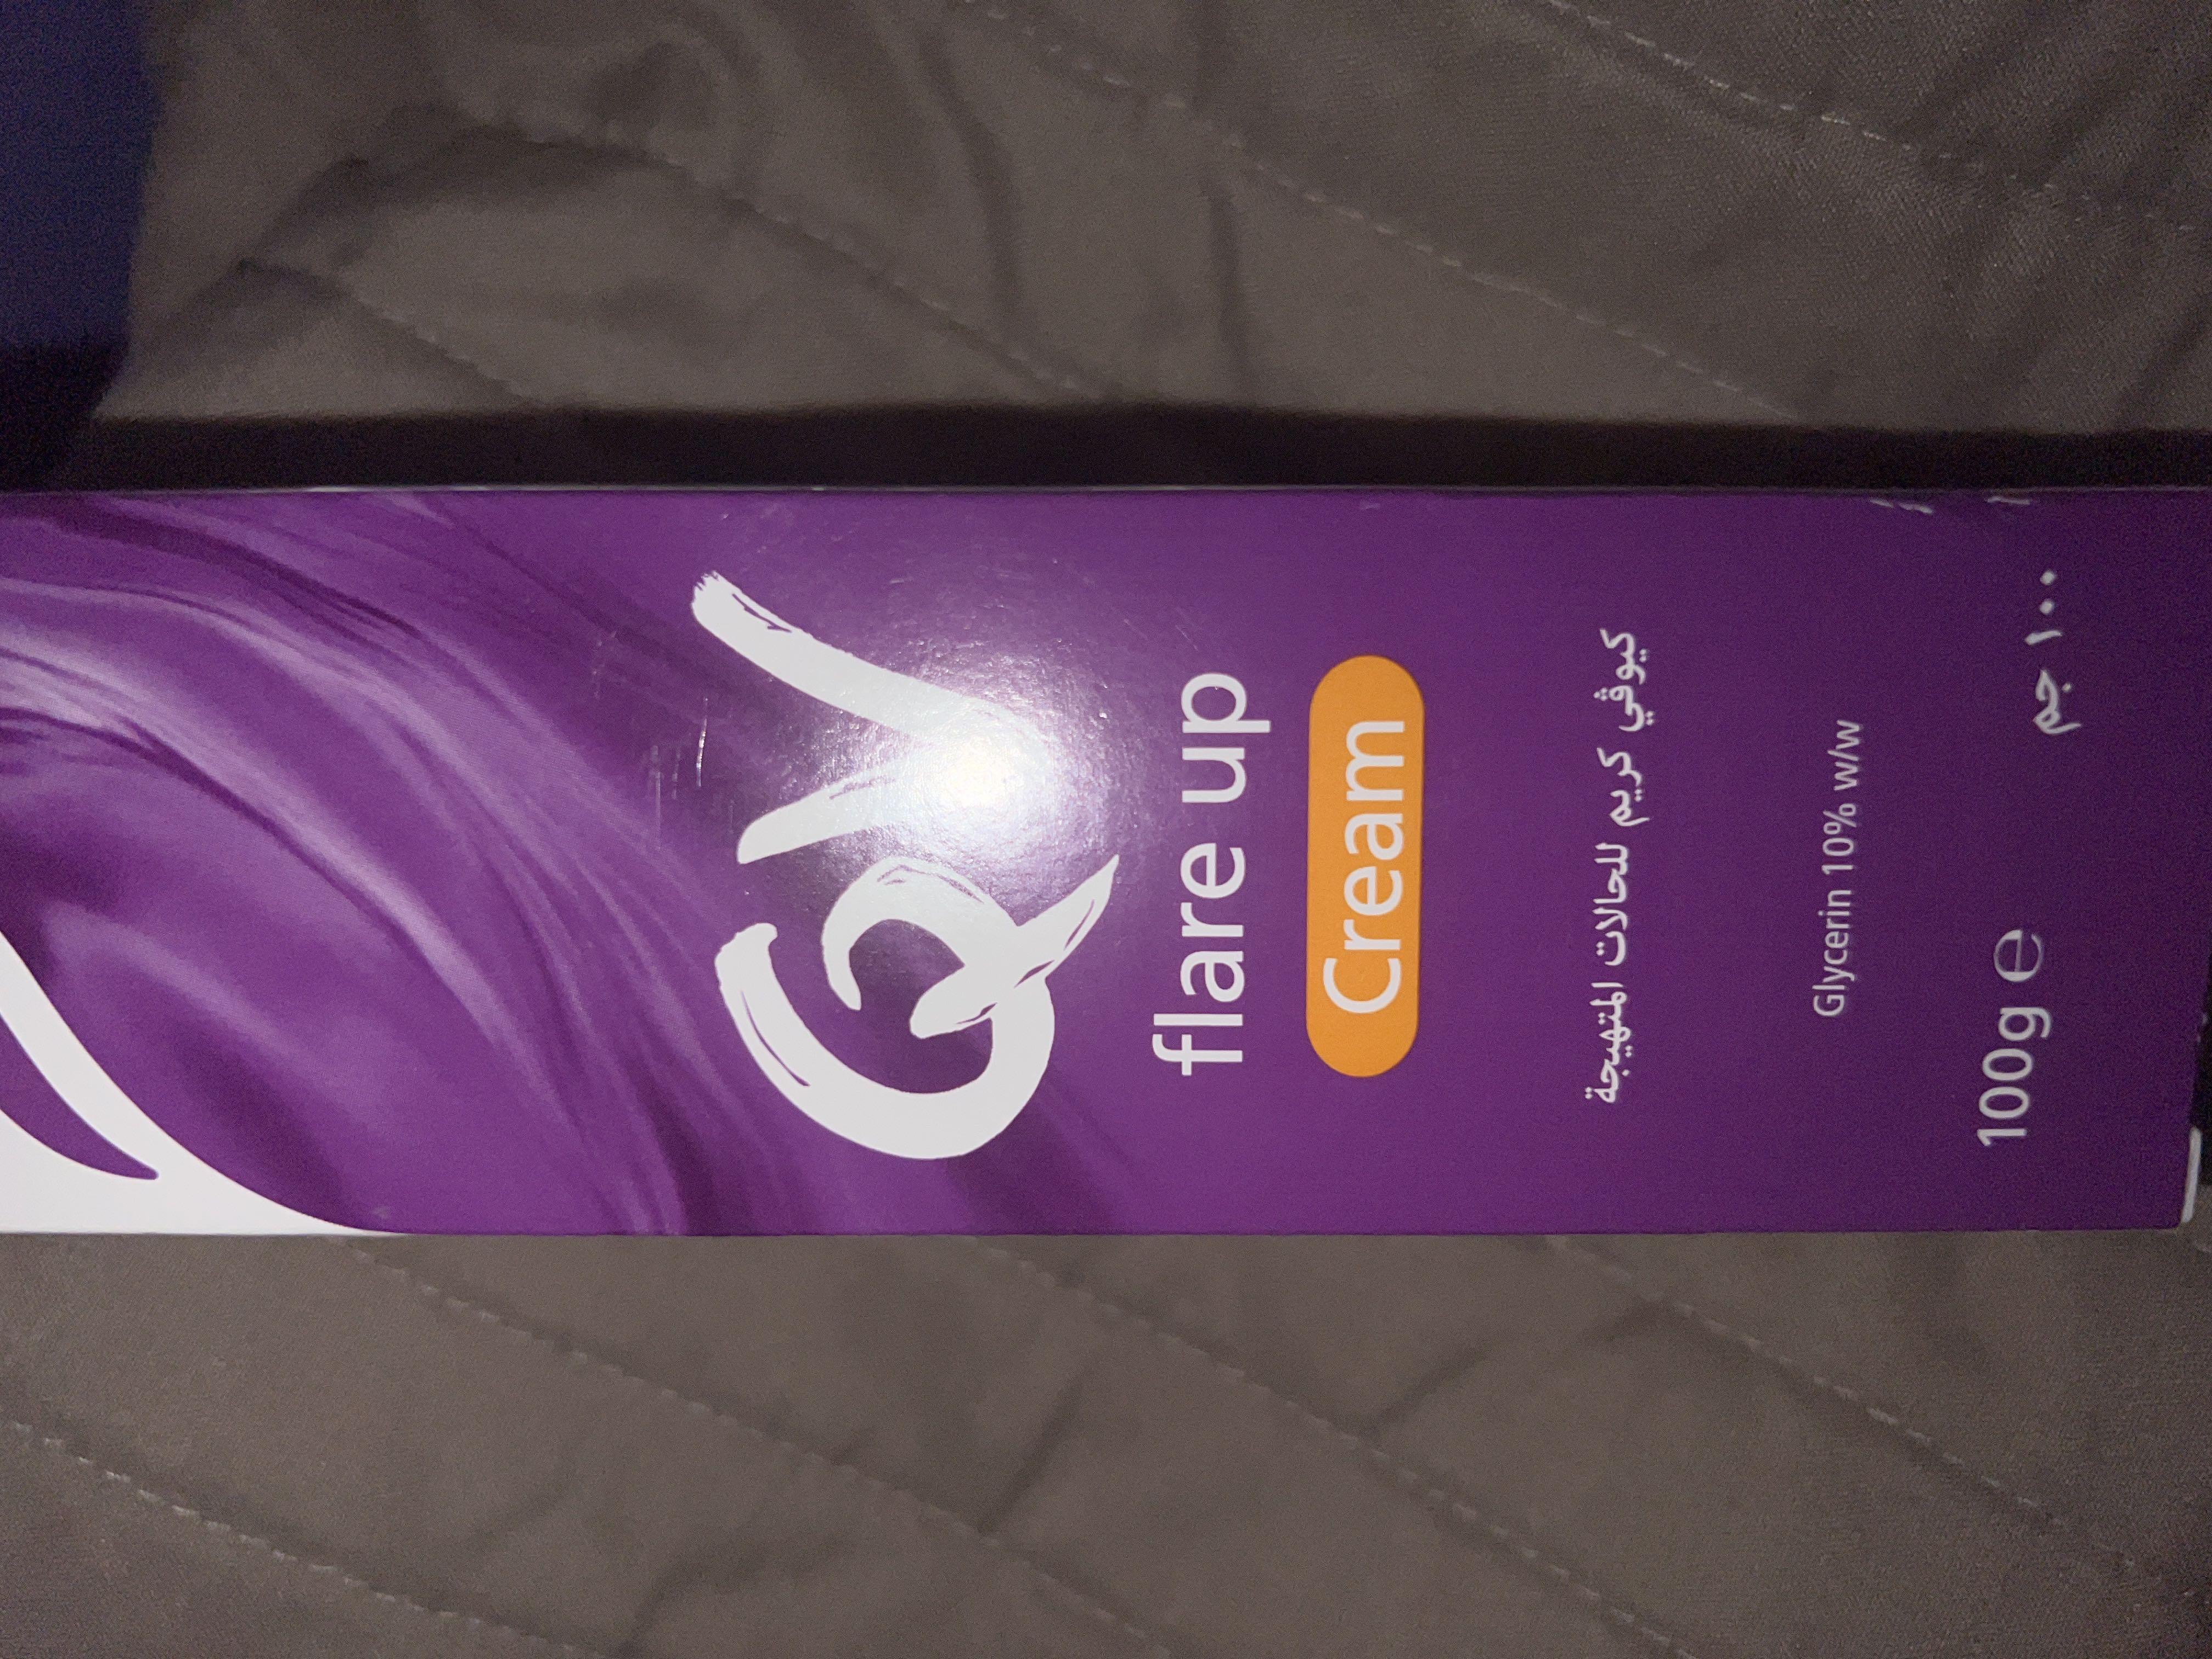 QV
flare up
Cream
كيوڤي كريم للحالات المتهيجة
Glycerin 10% w/w
100g e
١٠٠ جم